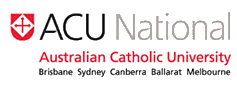 ACU National
Australian Catholic University
Brisbane Sydney Canberra Ballarat Melbourne